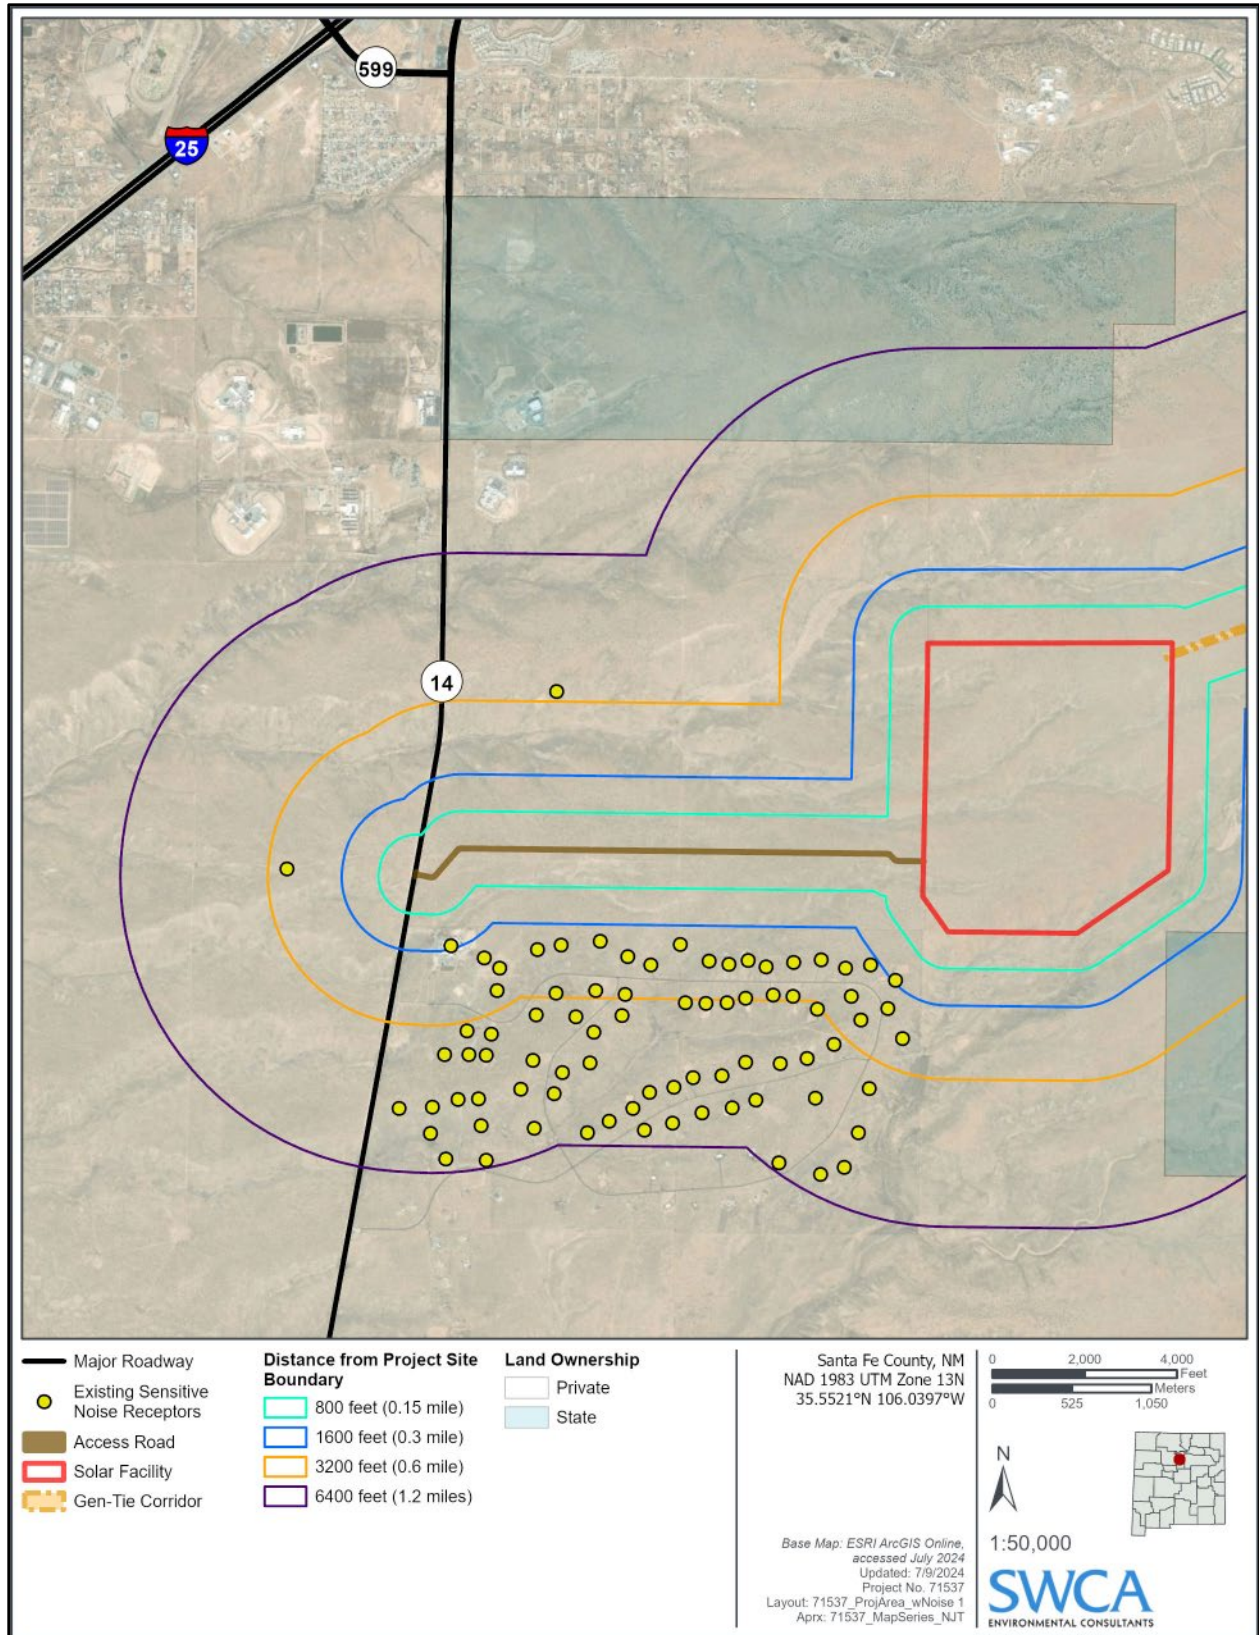 599
25
14
Major Roadway
Existing Sensitive
Noise Receptors
Access Road
Solar Facility
Gen-Tie Corridor
Distance from Project Site
Boundary
800 feet (0.15 mile)
1600 feet (0.3 mile)
3200 feet (0.6 mile)
6400 feet (1.2 miles)
Land Ownership
Private
State
Santa Fe County, NM
NAD 1983 UTM Zone 13N
35.5521°N 106.0397°W
Base Map: ESRI ArcGIS Online,
accessed July 2024
Updated: 7/9/2024
Project No. 71537
Layout: 71537_ProjArea_wNoise 1
Aprx: 71537_MapSeries_NJT
0 2,000 4,000
Feet
Meters
0 525 1,050
N
1:50,000
SWCA
ENVIRONMENTAL CONSULTANTS